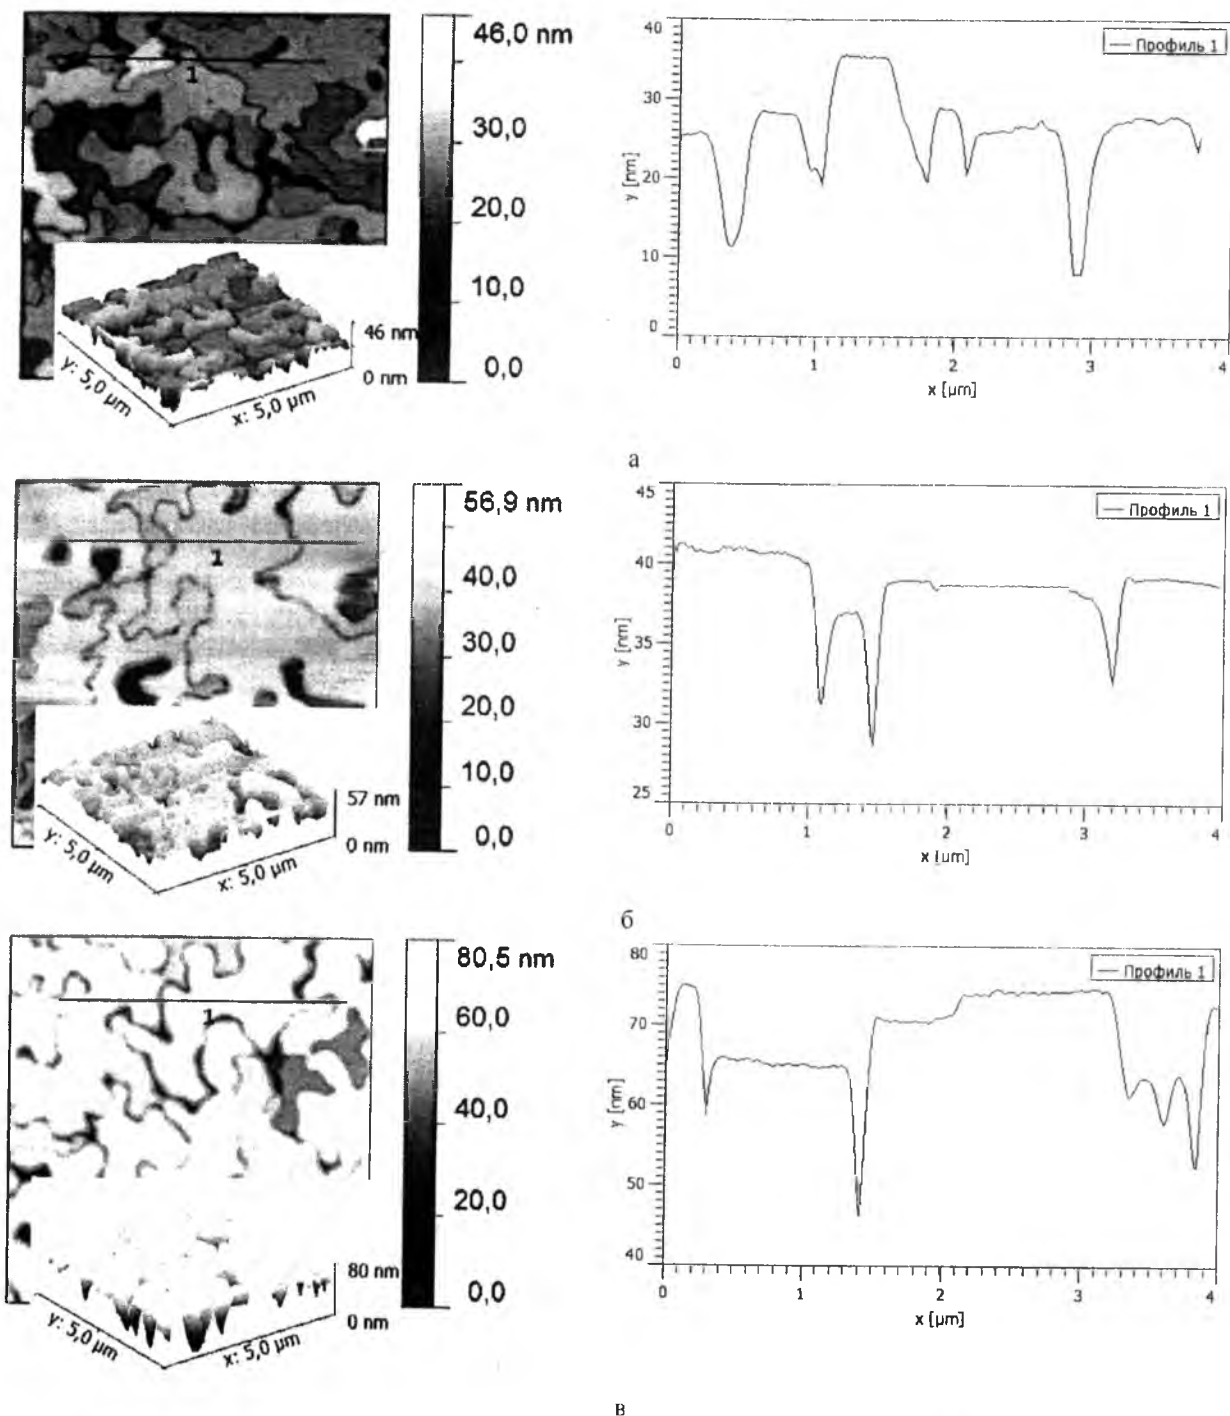 46,0 nm
30,0
20,0
10,0
0,0
1
46 nm
0 nm
y: 5,0 µm
x: 5,0 µm
40
30
20
10
0
y [nm]
Профиль 1
0 1 2 3 4
x [µm]
а
56,9 nm
40,0
30,0
20,0
10,0
0,0
1
57 nm
0 nm
y: 5,0 µm
x: 5,0 µm
45
40
35
30
25
y [nm]
Профиль 1
0 1 2 3 4
x [µm]
б
80,5 nm
60,0
40,0
20,0
0,0
1
80 nm
0 nm
y: 5,0 µm
x: 5,0 µm
80
70
60
50
40
y [nm]
Профиль 1
0 1 2 3 4
x [µm]
в